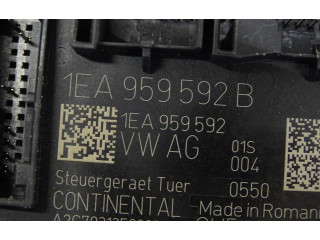 1EA 959 592 B
1EA 959 592
VW AG 01S
004
Steuergeraet Tuer 0550
CONTINENTAL Made in Roman